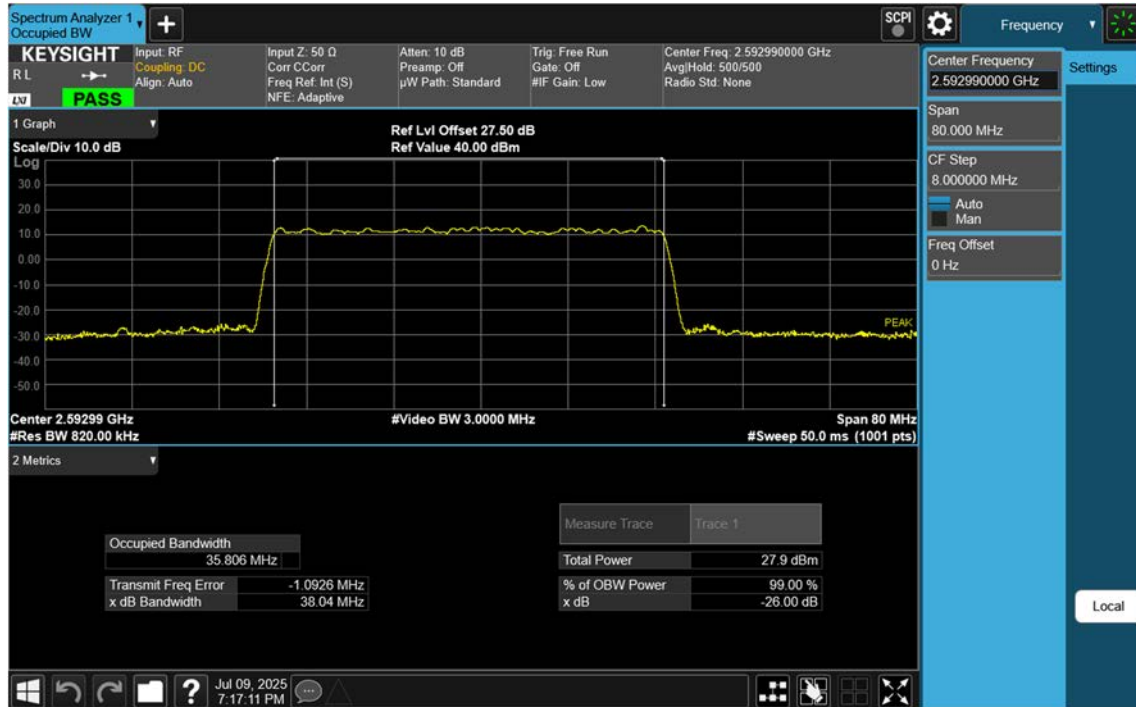 Spectrum Analyzer 1
Occupied BW
SCPI
Frequency
KEYSIGHT
R L
LXI
PASS
Input: RF
Coupling: DC
Align: Auto
Input Z: 50 Ω
Corr CCorr
Freq Ref: Int (S)
NFE: Adaptive
Atten: 10 dB
Preamp: Off
µW Path: Standard
Trig: Free Run
Gate: Off
#IF Gain: Low
Center Freq: 2.592990000 GHz
Avg|Hold: 500/500
Radio Std: None
Center Frequency
2.592990000 GHz
Settings
Span
80.000 MHz
CF Step
8.000000 MHz
Auto
Man
Freq Offset
0 Hz
Local
1 Graph
Scale/Div 10.0 dB
Ref Lvl Offset 27.50 dB
Ref Value 40.00 dBm
Log
30.0
20.0
10.0
0.00
-10.0
-20.0
-30.0
-40.0
-50.0
PEAK
Center 2.59299 GHz
#Video BW 3.0000 MHz
Span 80 MHz
#Res BW 820.00 kHz
#Sweep 50.0 ms (1001 pts)
2 Metrics
Measure Trace Trace 1
Occupied Bandwidth
35.806 MHz
Total Power 27.9 dBm
Transmit Freq Error -1.0926 MHz
% of OBW Power 99.00 %
x dB Bandwidth 38.04 MHz
x dB -26.00 dB
?
Jul 09, 2025
7:17:11 PM